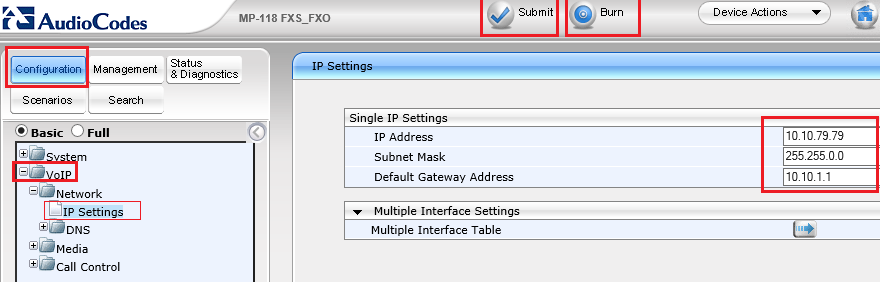 AudioCodes
MP-118 FXS_FXO
Submit
Burn
Device Actions
Configuration
Management
Status
& Diagnostics
Scenarios
Search
Basic Full
System
VoIP
Network
IP Settings
DNS
Media
Call Control
IP Settings
Single IP Settings
IP Address 10.10.79.79
Subnet Mask 255.255.0.0
Default Gateway Address 10.10.1.1
Multiple Interface Settings
Multiple Interface Table